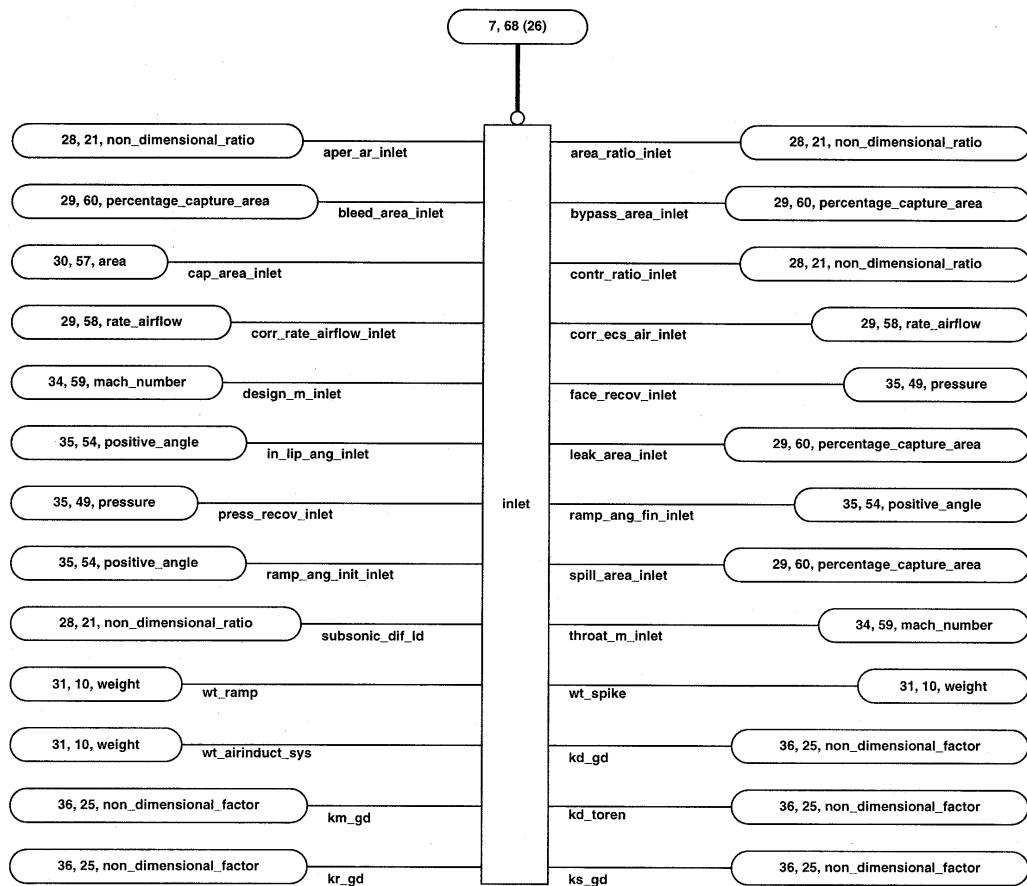 7, 68 (26)
28, 21, non_dimensional_ratio
aper_ar_inlet
area_ratio_inlet
28, 21, non_dimensional_ratio
29, 60, percentage_capture_area
bleed_area_inlet
bypass_area_inlet
29, 60, percentage_capture_area
30, 57, area
cap_area_inlet
contr_ratio_inlet
28, 21, non_dimensional_ratio
29, 58, rate_airflow
corr_rate_airflow_inlet
corr_ecs_air_inlet
29, 58, rate_airflow
34, 59, mach_number
design_m_inlet
face_recov_inlet
35, 49, pressure
35, 54, positive_angle
in_lip_ang_inlet
leak_area_inlet
29, 60, percentage_capture_area
35, 49, pressure
press_recov_inlet
inlet
ramp_ang_fin_inlet
35, 54, positive_angle
35, 54, positive_angle
ramp_ang_init_inlet
spill_area_inlet
29, 60, percentage_capture_area
28, 21, non_dimensional_ratio
subsonic_dif_ld
throat_m_inlet
34, 59, mach_number
31, 10, weight
wt_ramp
wt_spike
31, 10, weight
31, 10, weight
wt_airinduct_sys
kd_gd
36, 25, non_dimensional_factor
36, 25, non_dimensional_factor
km_gd
kd_toren
36, 25, non_dimensional_factor
36, 25, non_dimensional_factor
kr_gd
ks_gd
36, 25, non_dimensional_factor